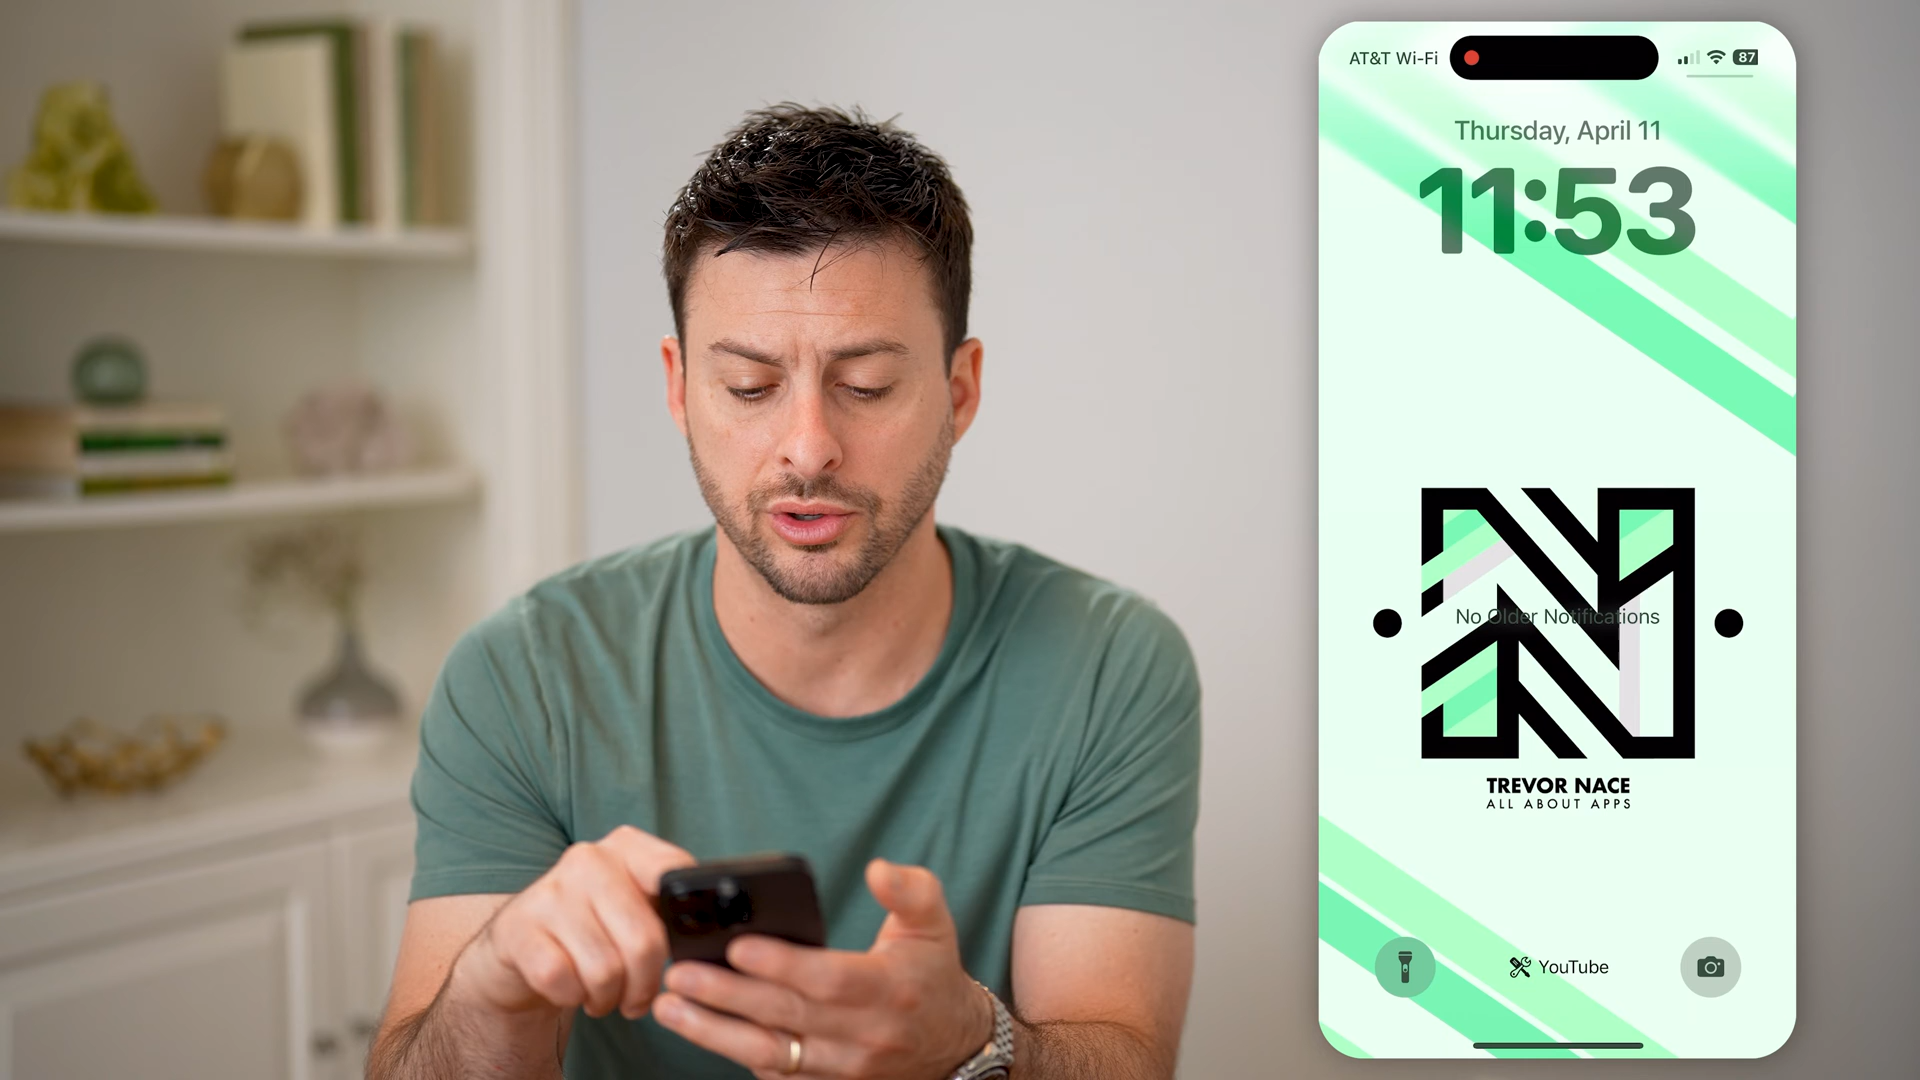 AT&T Wi-Fi
87
Thursday, April 11
11:53
No Older Notifications
TREVOR NACE
ALL ABOUT APPS
YouTube